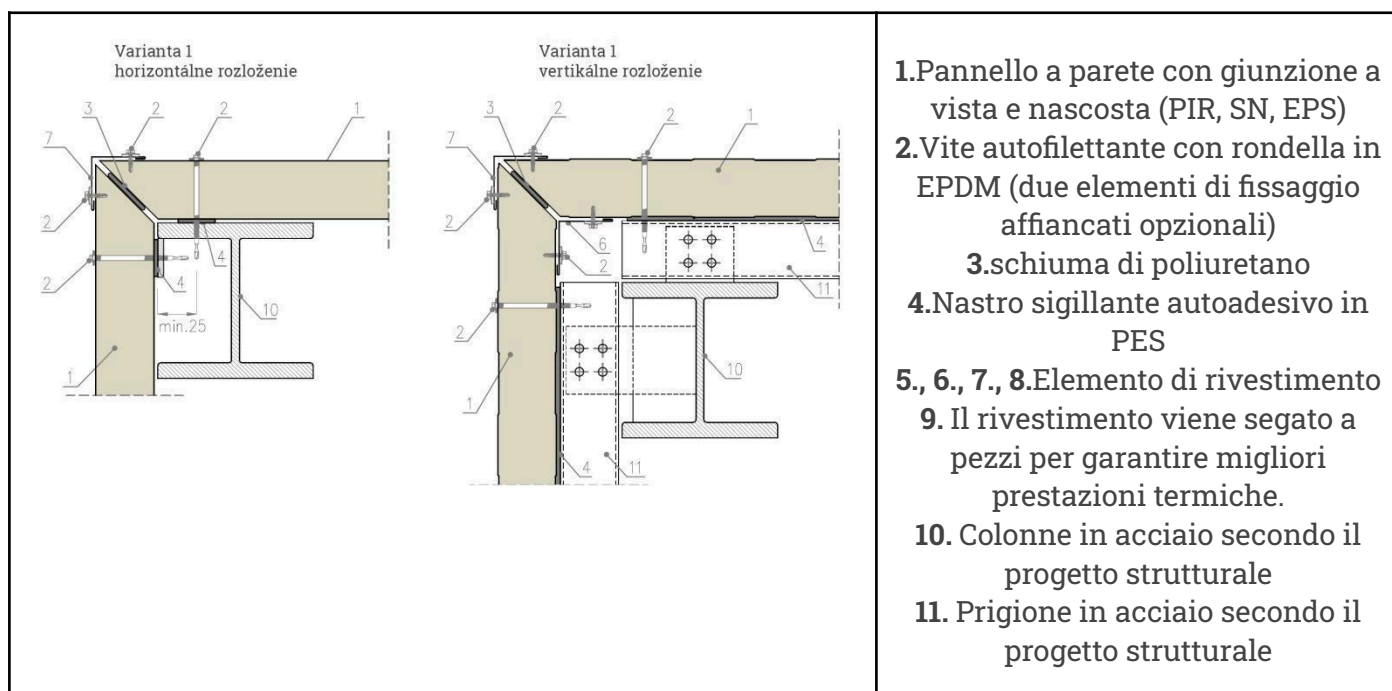 Varianta 1
horizontálne rozloženie
3
2
2
1
7
2
2
4
4
10
min.25
1
Varianta 1
vertikálne rozloženie
3
2
2
1
7
2
6
4
2
11
2
1
10
4
11
1.Pannello a parete con giunzione a
vista e nascosta (PIR, SN, EPS)
2.Vite autofilettante con rondella in
EPDM (due elementi di fissaggio
affiancati opzionali)
3.schiuma di poliuretano
4.Nastro sigillante autoadesivo in
PES
5., 6., 7., 8.Elemento di rivestimento
9. Il rivestimento viene segato a
pezzi per garantire migliori
prestazioni termiche.
10. Colonne in acciaio secondo il
progetto strutturale
11. Prigione in acciaio secondo il
progetto strutturale